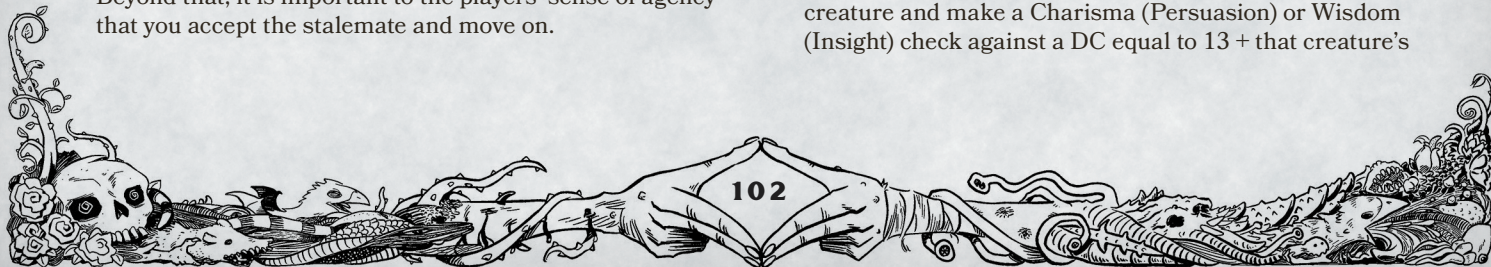 Beyond that, it is important to the players' sense of agency
that you accept the stalemate and move on.
creature and make a Charisma (Persuasion) or Wisdom
(Insight) check against a DC equal to 13 + that creature's
102